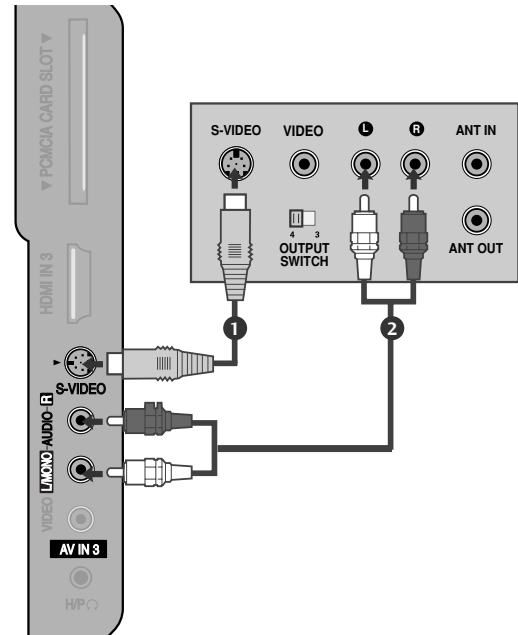 ▼ PCMCIA CARD SLOT ▼
HDMI IN 3
S-VIDEO
L/MONO-AUDIO-R
VIDEO
AV IN 3
H/P
S-VIDEO
VIDEO
L
R
ANT IN
4 3
OUTPUT
SWITCH
ANT OUT
1
2